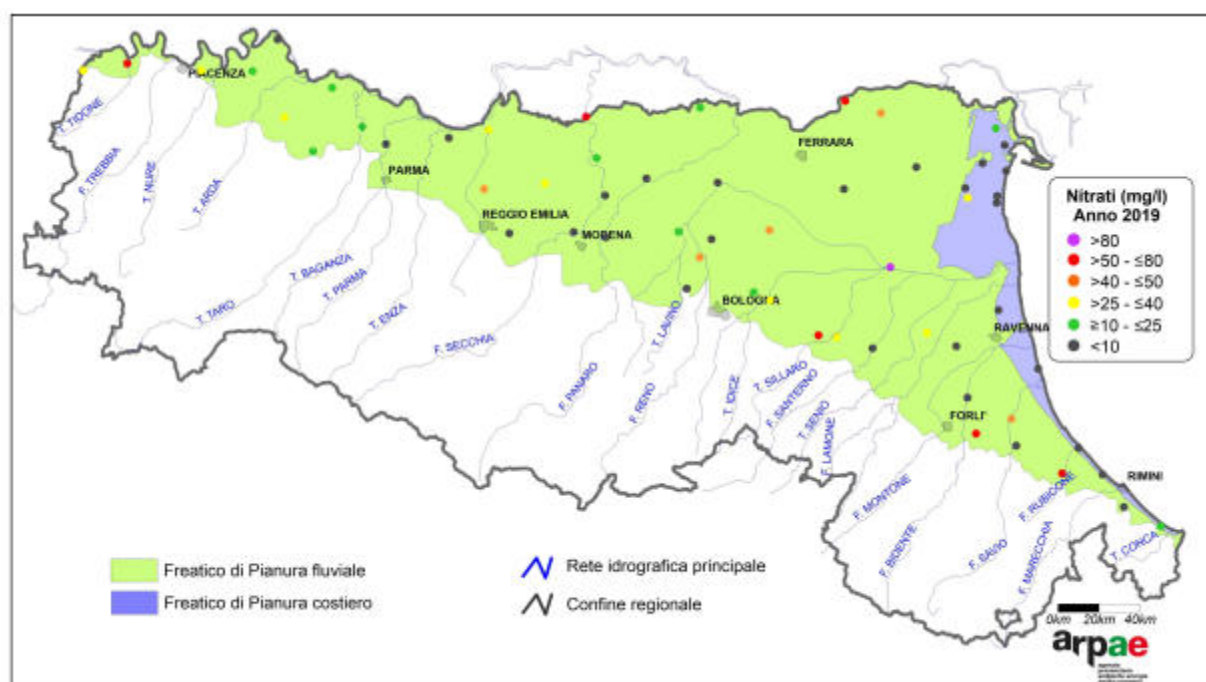 PIACENZA
T. TIDONE
F. TREBBIA
T. NURE
T. ARDA
PARMA
FERRARA
REGGIO EMILIA
MODENA
T. BAGANZA
T. PARMA
T. TARO
T. ENZA
F. SECCHIA
F. PANARO
T. LAVINO
F. RENO
BOLOGNA
T. IDICE
T. SILLARO
F. SANTERNO
T. SENIO
F. LAMONE
RAVENNA
FORLI'
F. MONTONE
F. BIDENTE
F. SAVIO
F. RUBICONE
F. MARECCHIA
RIMINI
T. CONCA
Nitrati (mg/l)
Anno 2019
>80
>50 - ≤80
>40 - ≤50
>25 - ≤40
≥10 - ≤25
<10
Freatico di Pianura fluviale
Freatico di Pianura costiero
Rete idrografica principale
Confine regionale
0km 20km 40km
arpae